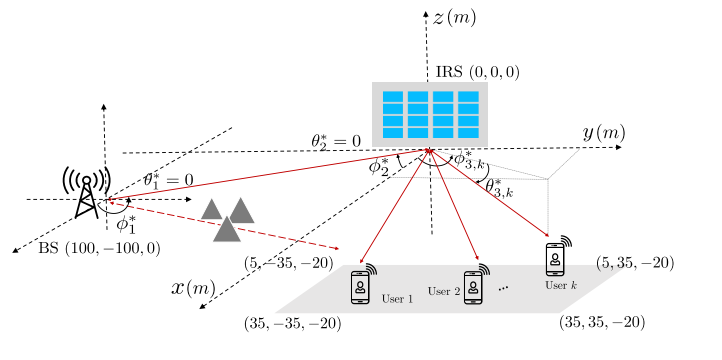 z(m)
IRS (0, 0, 0)
y(m)
θ₂* = 0
ϕ₂*
ϕ₃,ₖ*
θ₃,ₖ*
θ₁* = 0
ϕ₁*
BS (100, −100, 0)
x(m)
(5, −35, −20)
(5, 35, −20)
User 1
User 2
...
User k
(35, −35, −20)
(35, 35, −20)